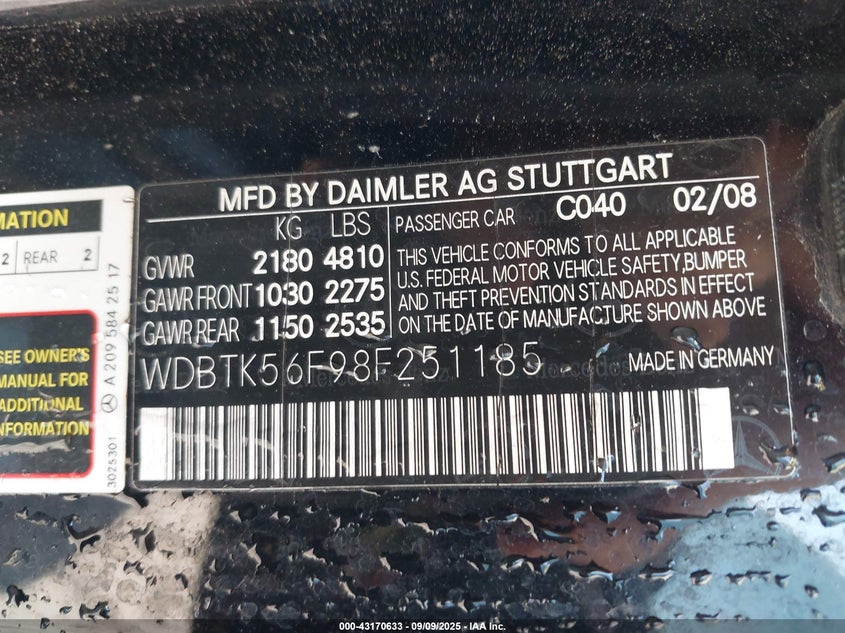 MFD BY DAIMLER AG STUTTGART
KG LBS
GVWR 2180 4810
GAWR FRONT 1030 2275
GAWR REAR 1150 2535
PASSENGER CAR C040 02/08
THIS VEHICLE CONFORMS TO ALL APPLICABLE
U.S. FEDERAL MOTOR VEHICLE SAFETY, BUMPER
AND THEFT PREVENTION STANDARDS IN EFFECT
ON DATE OF MANUFACTURE SHOWN ABOVE
WDBTK56F98F251185 MADE IN GERMANY
2 REAR 2
SEE OWNER'S
MANUAL FOR
ADDITIONAL
INFORMATION
A 209 584 25 17
3025301
000-43170633 - 09/09/2025 - IAA Inc.